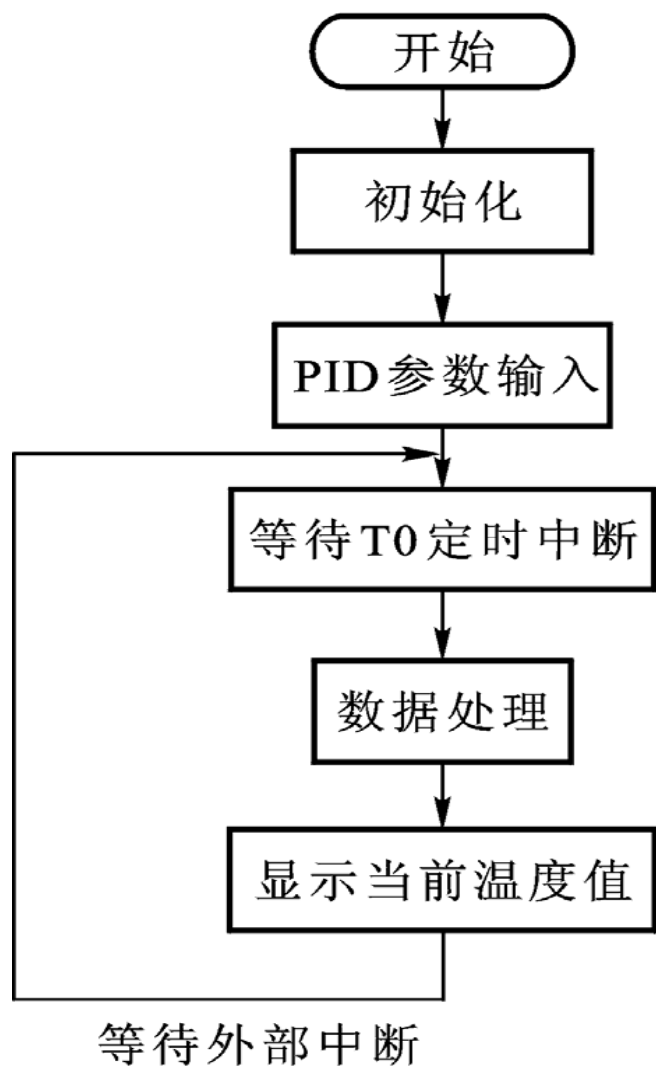 开始
初始化
PID参数输入
等待T0定时中断
数据处理
显示当前温度值
等待外部中断